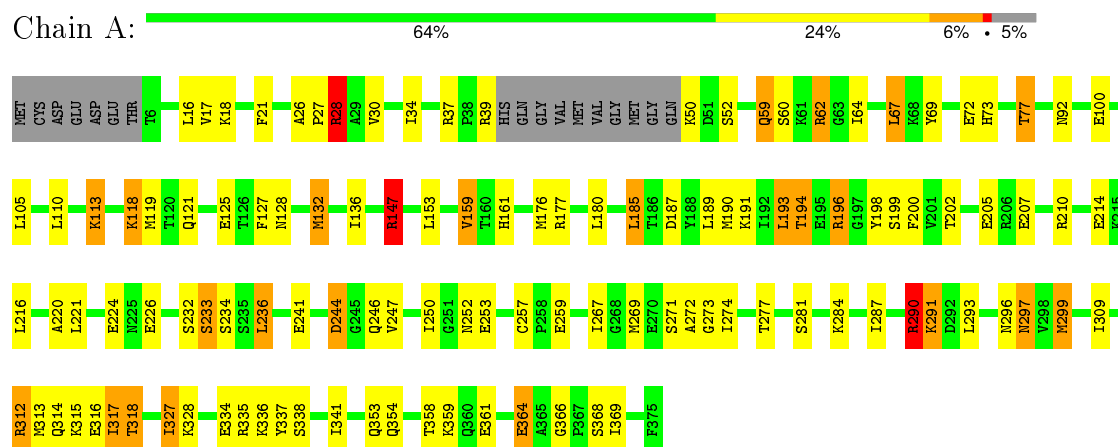 Chain A:
64% 24% 6% • 5%
MET CYS ASP GLU ASP GLU THR T6 L16 V17 K18 F21 A26 P27 R28 A29 V30 I34 R37 P38 R39 HIS GLN GLY VAL MET VAL GLY MET GLY GLN K50 D51 S52 Q59 S60 K61 R62 G63 I64 L67 K68 Y69 E72 H73 T77 N92 E100
L105 L110 K113 K118 M119 T120 Q121 E125 T126 F127 N128 M132 I136 R147 L153 V159 T160 H161 M176 R177 L180 L185 T186 D187 Y188 L189 M190 K191 I192 L193 T194 E195 R196 G197 Y198 S199 F200 V201 T202 E205 R206 E207 R210 E214 K215
L216 A220 L221 E224 N225 E226 S232 S233 S234 S235 L236 E241 D244 G245 Q246 V247 I250 G251 N252 E253 C257 P258 E259 I267 G268 M269 E270 S271 A272 G273 I274 T277 S281 K284 I287 R290 K291 D292 L293 N296 N297 V298 M299 I309
R312 M313 Q314 K315 E316 I317 T318 I327 K328 E334 R335 K336 Y337 S338 I341 Q353 Q354 T358 K359 Q360 E361 E364 A365 G366 P367 S368 I369 F375